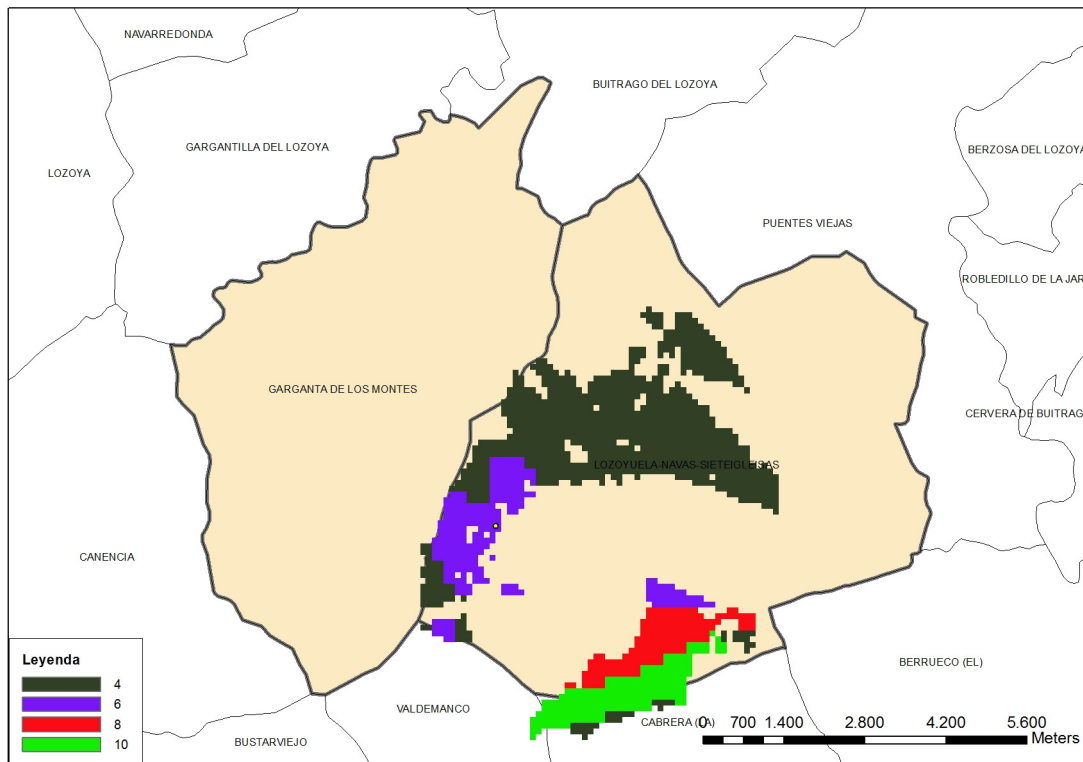 NAVARREDONDA
BUITRAGO DEL LOZOYA
GARGANTILLA DEL LOZOYA
BERZOSA DEL LOZOYA
LOZOYA
PUENTES VIEJAS
ROBLEDILLO DE LA JAR
GARGANTA DE LOS MONTES
CERVERA DE BUITRAG
LOZOYUELA-NAVAS-SIETEIGLEISAS
CANENCIA
BERRUECO (EL)
Leyenda
4
6
8
10
VALDEMANCO
CABRERA (LA)
BUSTARVIEJO
0 700 1.400 2.800 4.200 5.600
Meters